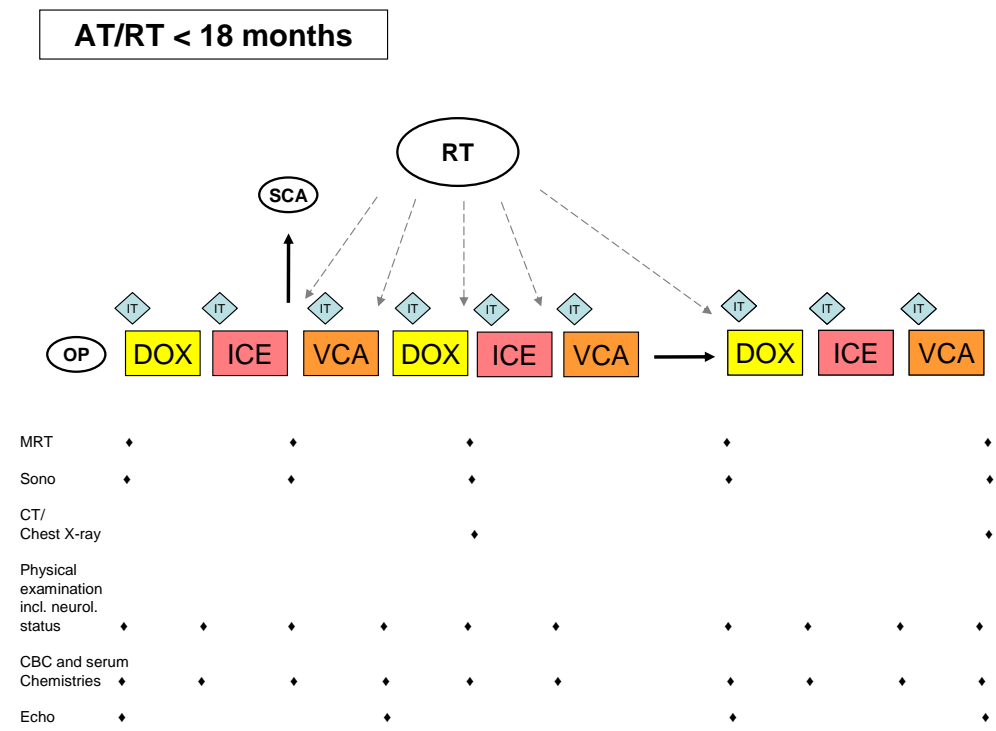 AT/RT < 18 months
RT
SCA
IT IT IT IT IT IT IT IT IT
OP DOX ICE VCA DOX ICE VCA DOX ICE VCA
MRT
Sono
CT/
Chest X-ray
Physical
examination
incl. neurol.
status
CBC and serum
Chemistries
Echo